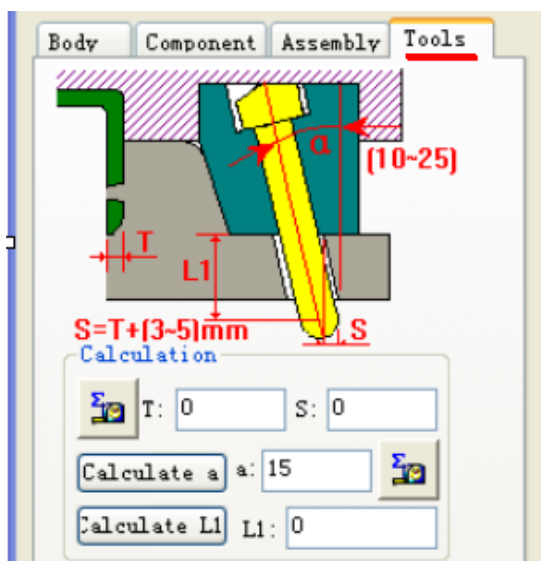 Body Component Assembly Tools
a
(10~25)
T
L1
S=T+(3~5)mm S
Calculation
Σ T: 0 S: 0
Calculate a a: 15 Σ
Calculate L1 L1: 0